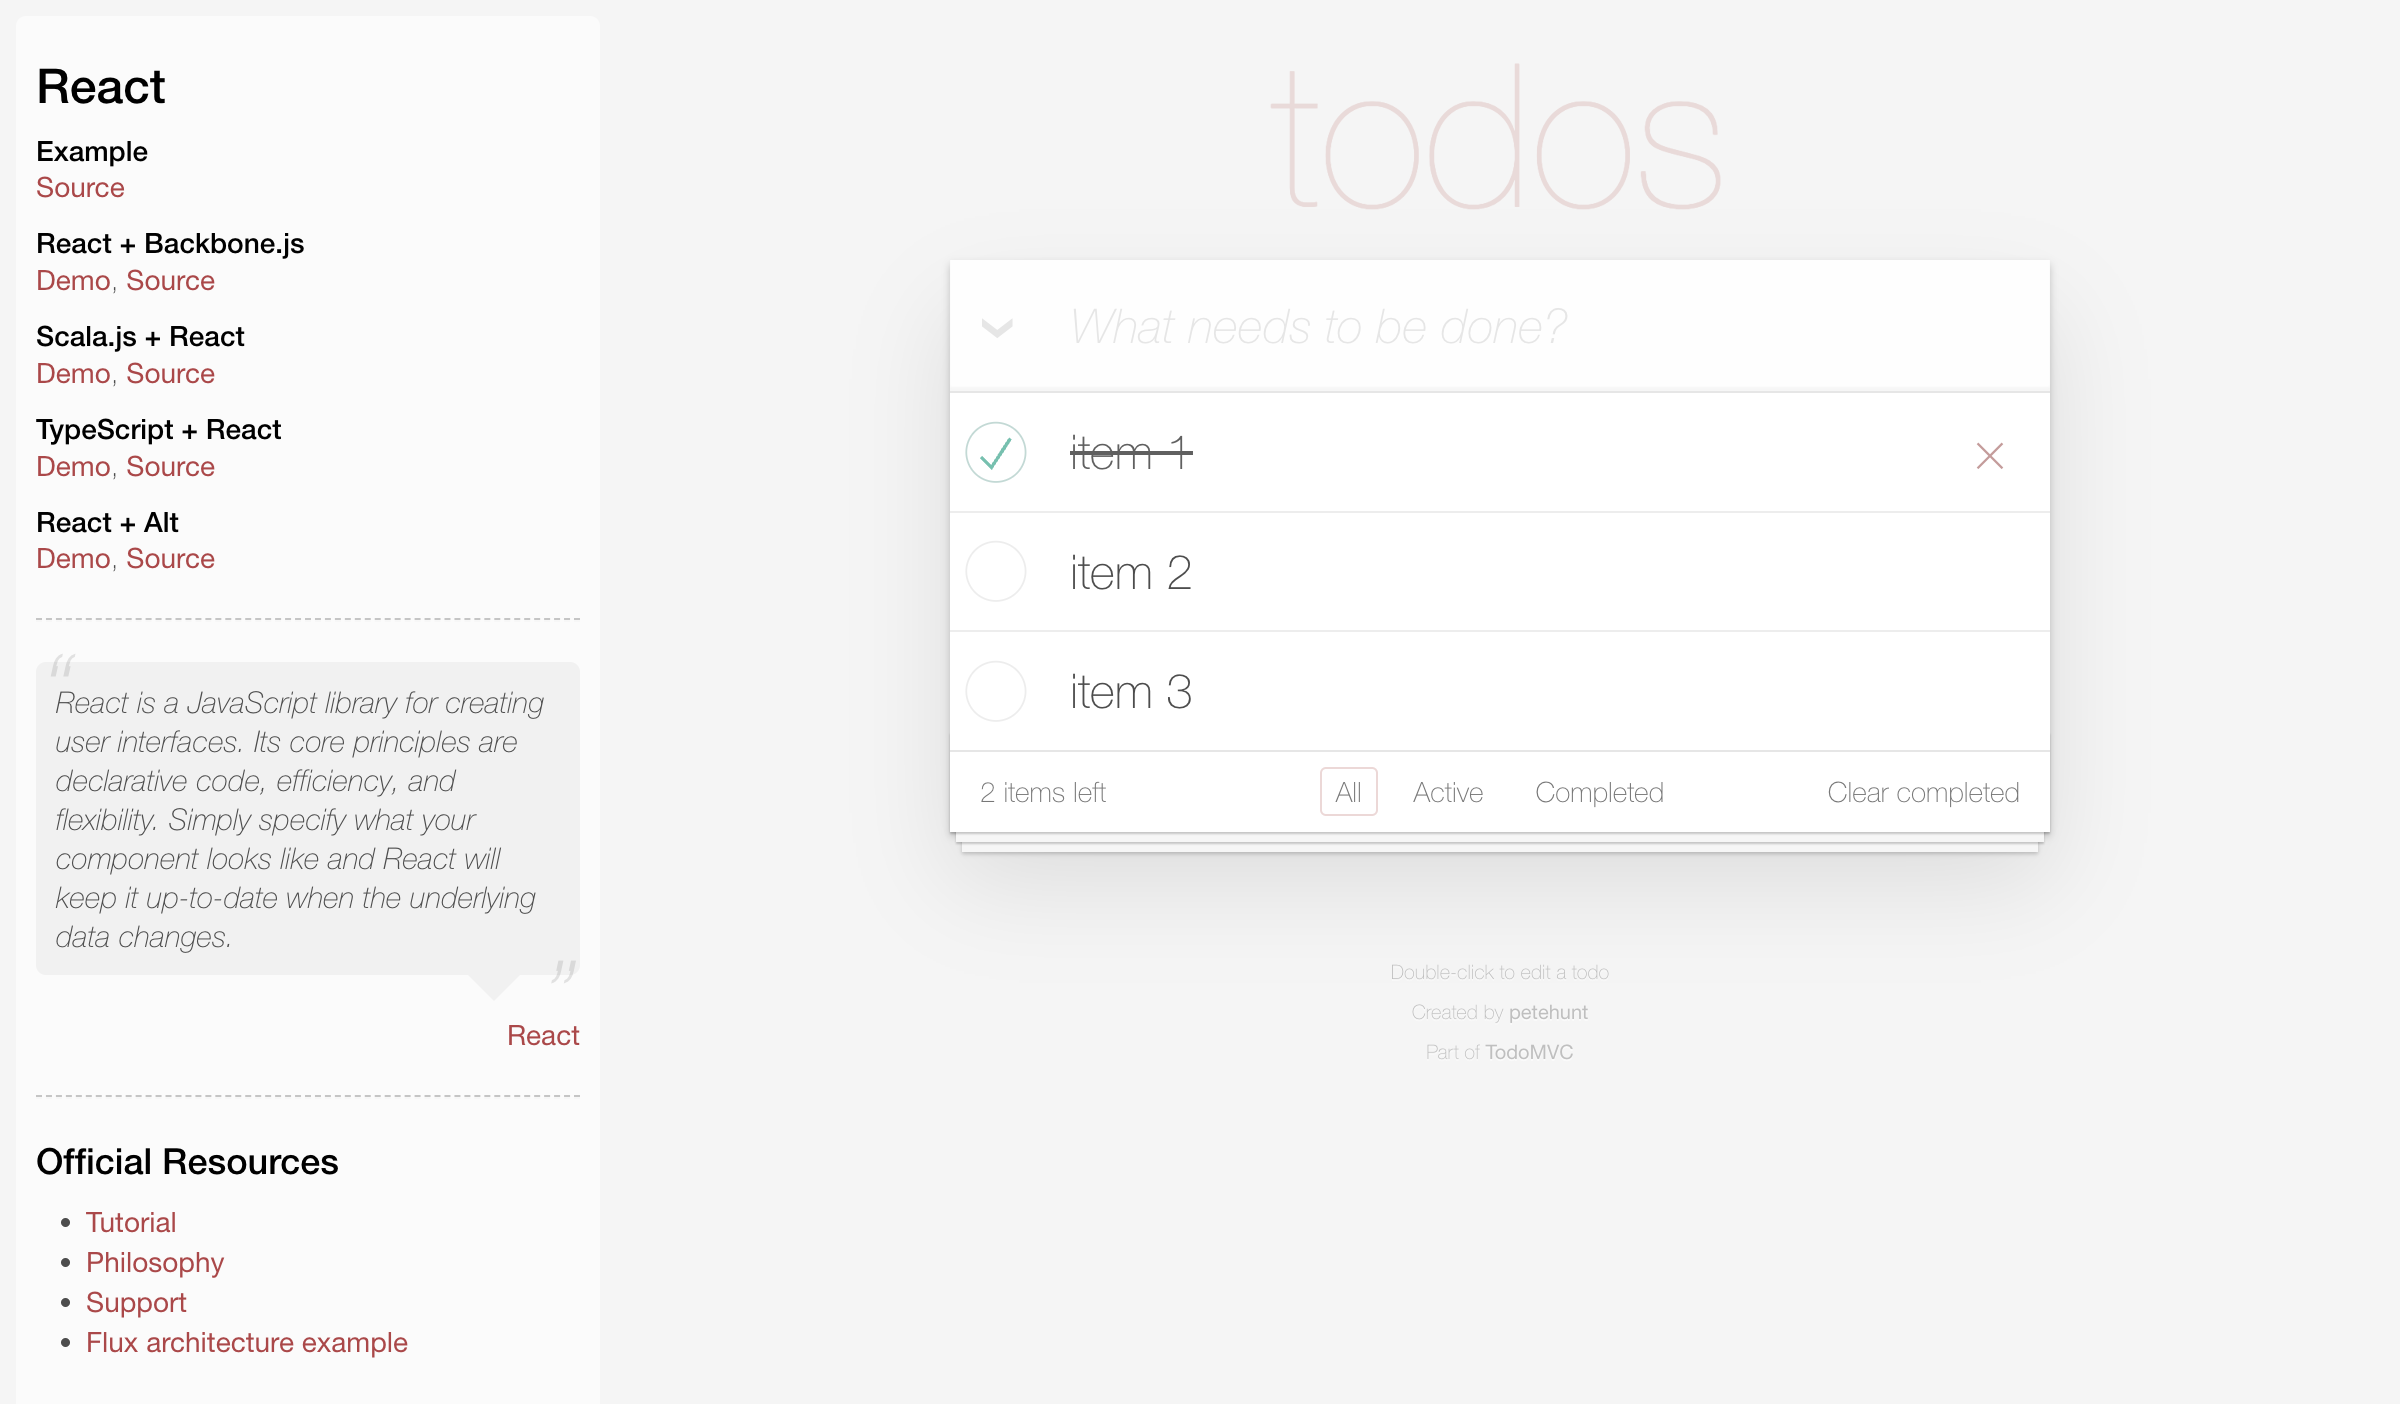 React
Example
Source
React + Backbone.js
Demo, Source
Scala.js + React
Demo, Source
TypeScript + React
Demo, Source
React + Alt
Demo, Source
“
React is a JavaScript library for creating
user interfaces. Its core principles are
declarative code, efficiency, and
flexibility. Simply specify what your
component looks like and React will
keep it up-to-date when the underlying
data changes.
”
React
Official Resources
• Tutorial
• Philosophy
• Support
• Flux architecture example
todos
What needs to be done?
item 1
item 2
item 3
2 items left All Active Completed Clear completed
Double-click to edit a todo
Created by petehunt
Part of TodoMVC